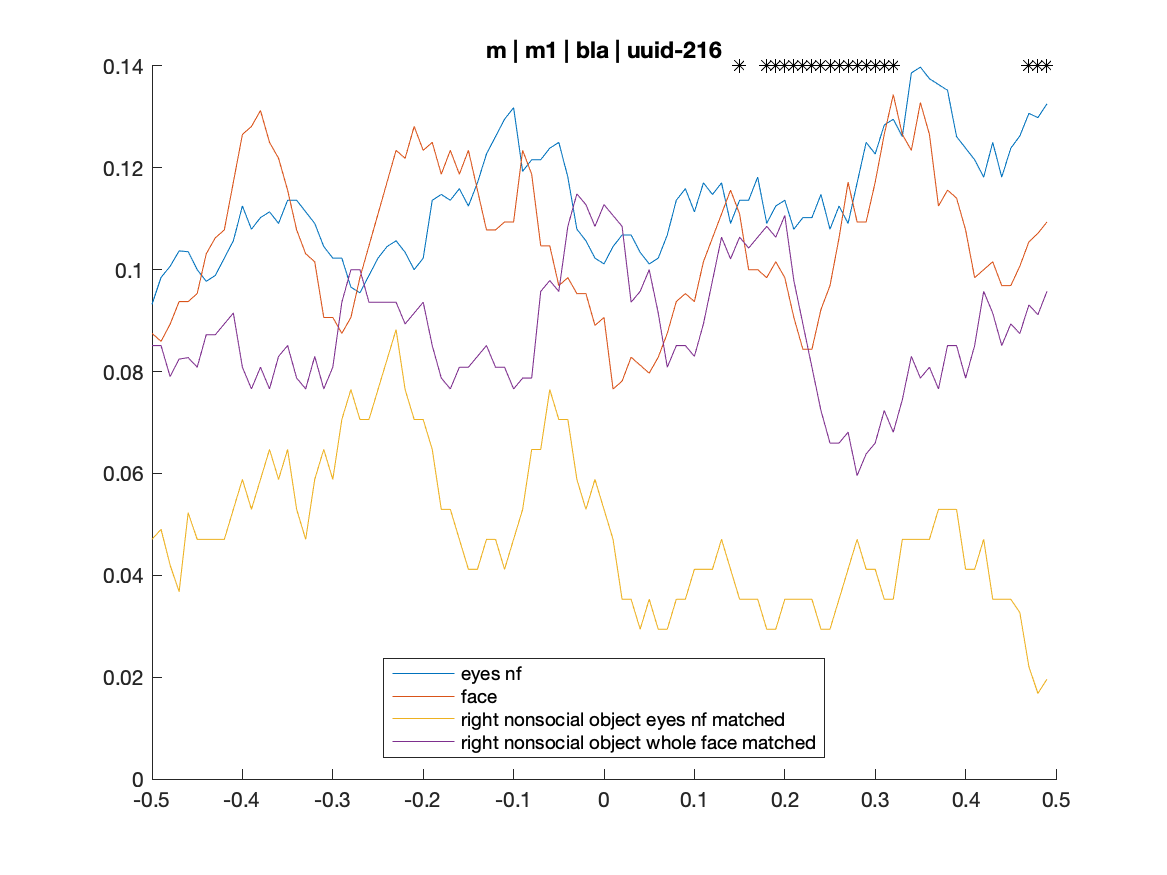 m | m1 | bla | uuid-216
0.14
0.12
0.1
0.08
0.06
0.04
0.02
0
eyes nf
face
right nonsocial object eyes nf matched
right nonsocial object whole face matched
-0.5 -0.4 -0.3 -0.2 -0.1 0 0.1 0.2 0.3 0.4 0.5